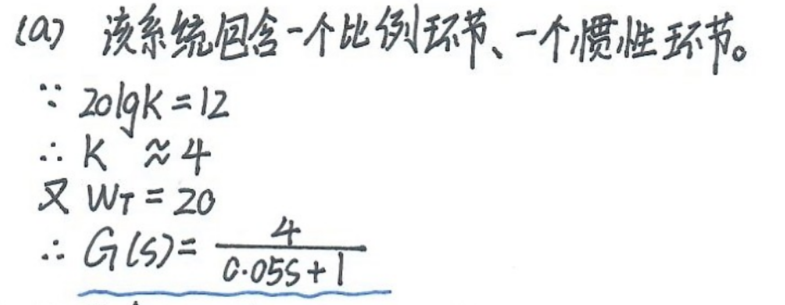 (a) 该系统包含一个比例环节、一个惯性环节。
∵ 20lgK = 12
∴ K ≈ 4
又 WT = 20
∴ G(s) = 4/(0.05S+1)